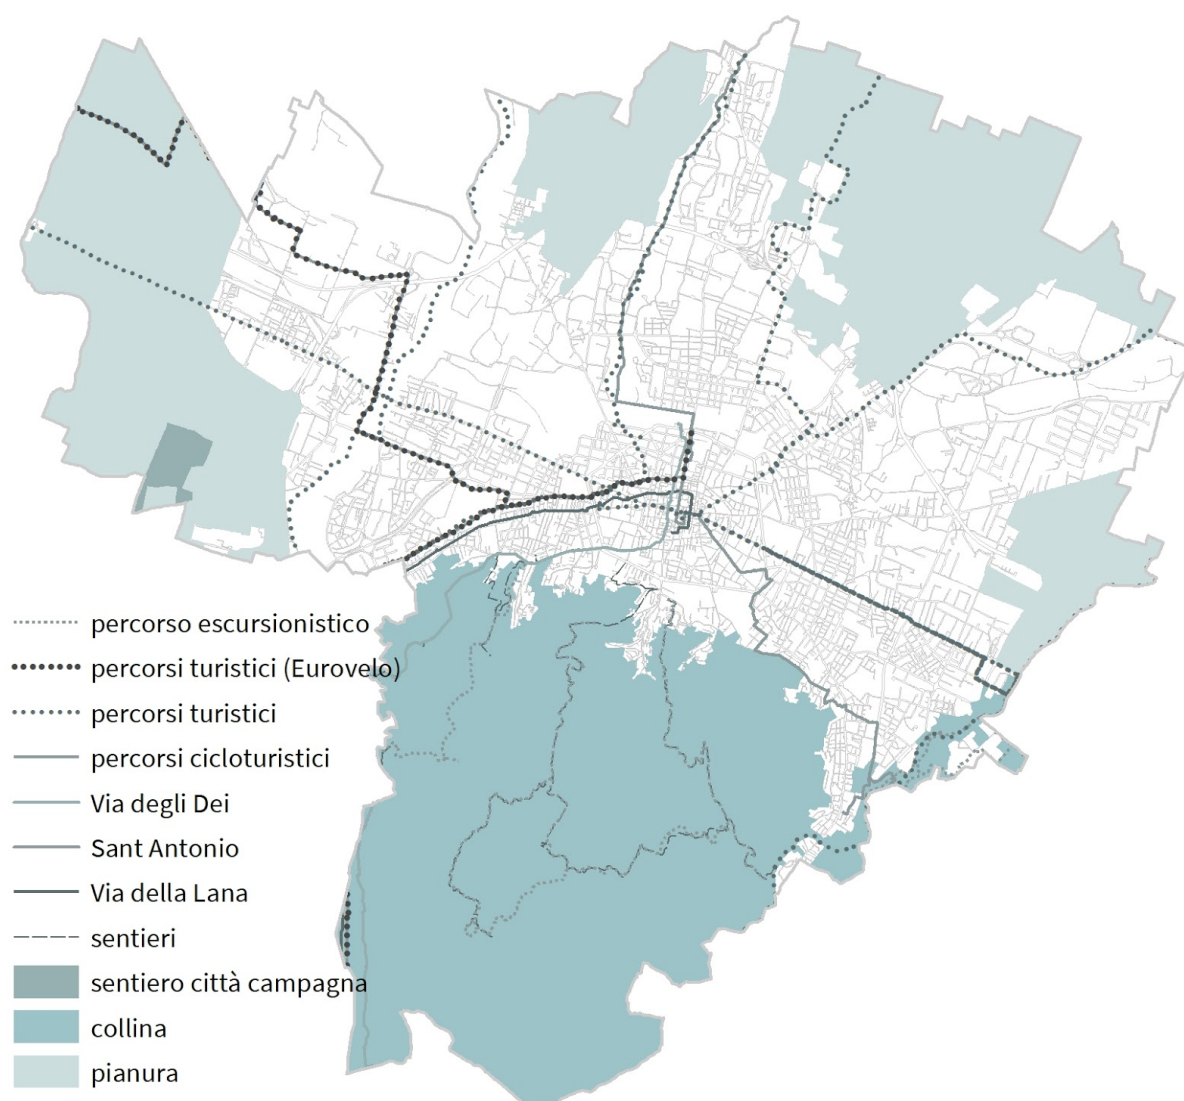 percorso escursionistico
percorsi turistici (Eurovelo)
percorsi turistici
percorsi cicloturistici
Via degli Dei
Sant Antonio
Via della Lana
sentieri
sentiero città campagna
collina
pianura